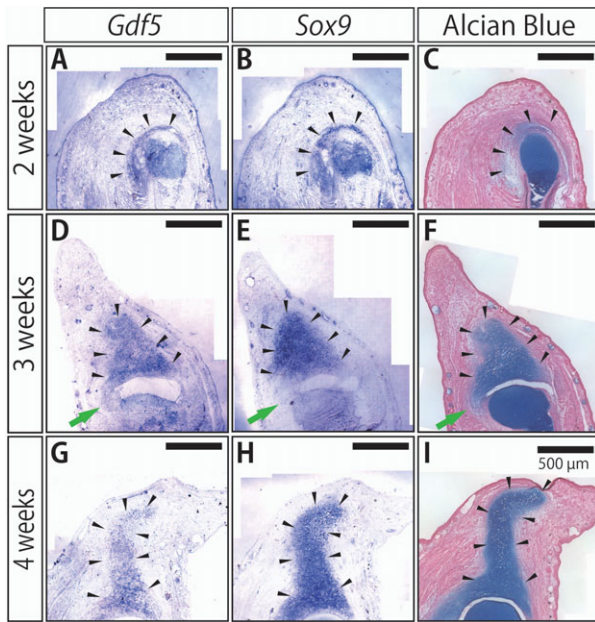 Gdf5 Sox9 Alcian Blue
2 weeks
A B C
3 weeks
D E F
4 weeks
G H I
500 µm